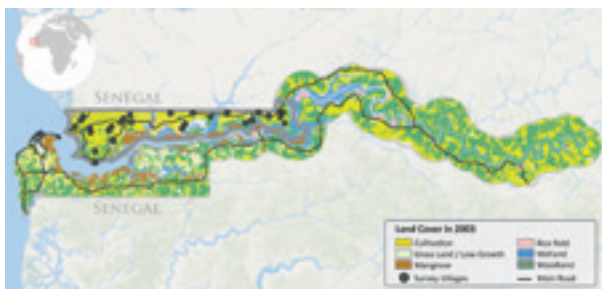 SENEGAL
SENEGAL
Land Cover in 2003
Cultivation
Rice field
Grass Land / Low Growth
Wetland
Mangrove
Woodland
Survey Villages
Main Road